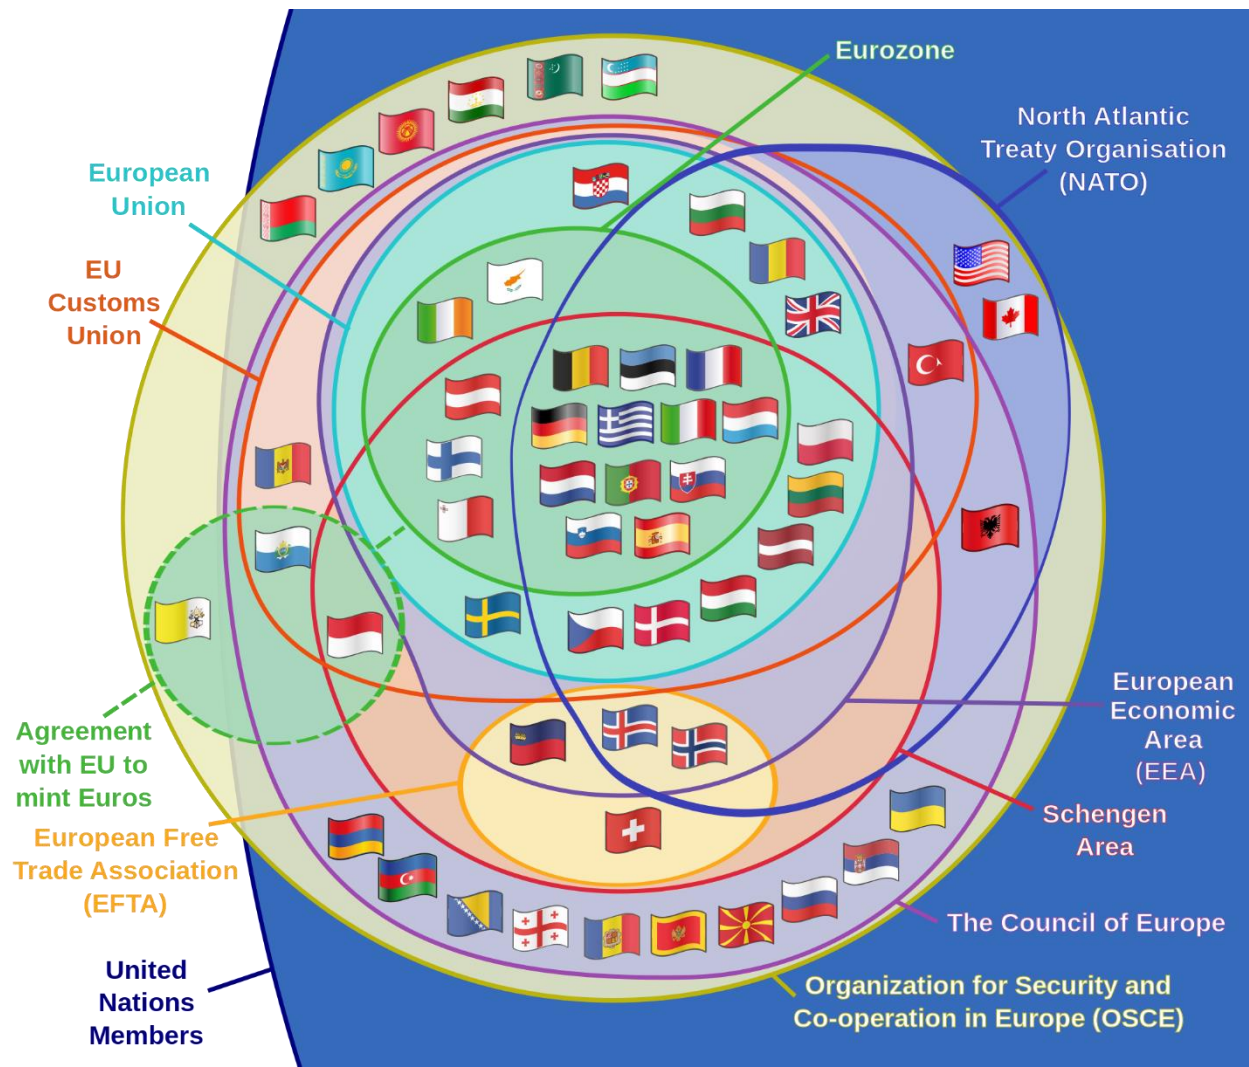 Eurozone
North Atlantic
Treaty Organisation
(NATO)
European
Union
EU
Customs
Union
Agreement
with EU to
mint Euros
European Free
Trade Association
(EFTA)
United
Nations
Members
European
Economic
Area
(EEA)
Schengen
Area
The Council of Europe
Organization for Security and
Co-operation in Europe (OSCE)